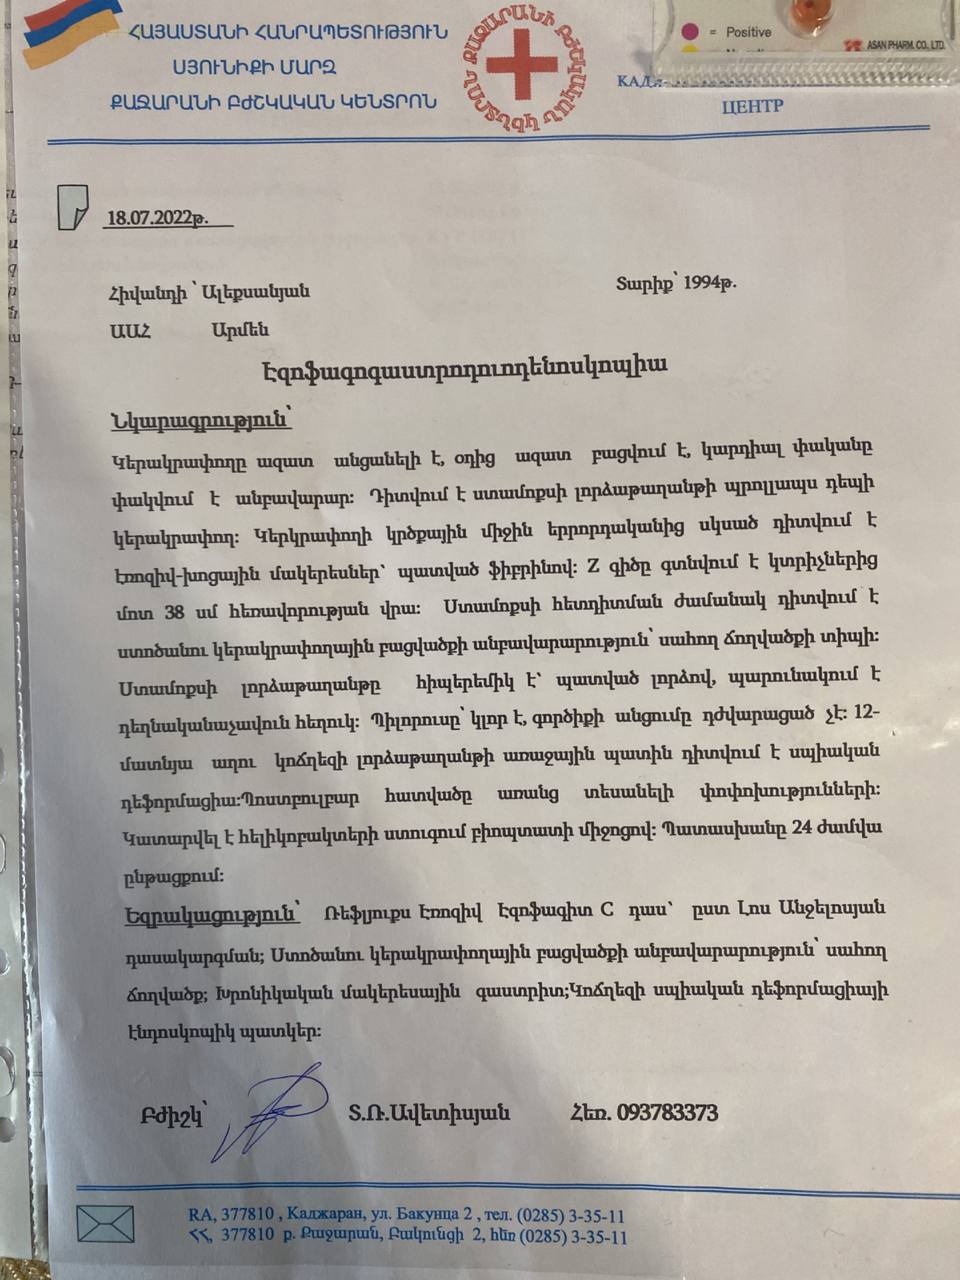 ՀԱՅԱՍՏԱՆԻ ՀԱՆՐԱՊԵՏՈՒԹՅՈՒՆ
ՍՅՈՒՆԻՔԻ ՄԱՐԶ
ՔԱԶԱՐԱՆԻ ԲԺՇԿԱԿԱՆ ԿԵՆՏՐՈՆ
ՔԱԶԱՐԱՆԻ ԲԺՇԿԱԿԱՆ ԿԵՆՏՐՈՆ
= Positive
ASAN PHARM. CO., LTD.
ЦЕНТР
18.07.2022թ.
Հիվանդի ՝ Ալեքսանյան Տարիք՝ 1994թ.
ԱԱՀ Արմեն
Էզոֆագոգաստրոդուոդենոսկոպիա
Նկարագրություն՝
Կերակրափողը ազատ անցանելի է, օդից ազատ բացվում է, կարդիալ փականը
փակվում է անբավարար: Դիտվում է ստամոքսի լորձաթաղանթի պրոլլապս դեպի
կերակրափող: Կերկրափողի կրծքային միջին երրորդականից սկսած դիտվում է
էռոզիվ-խոցային մակերեսներ՝ պատված ֆիբրինով: Z գիծը գտնվում է կտրիչներից
մոտ 38 սմ հեռավորության վրա: Ստամոքսի հետդիտման ժամանակ դիտվում է
ստոծանու կերակրափողային բացվածքի անբավարարություն՝ սահող ճողվածքի տիպի:
Ստամոքսի լորձաթաղանթը հիպերեմիկ է՝ պատված լորձով, պարունակում է
դեղնականաչավուն հեղուկ: Պիլորուսը՝ կլոր է, գործիքի անցումը դժվարացած չէ: 12-
մատնյա աղու կոճղեզի լորձաթաղանթի առաջային պատին դիտվում է սպիական
դեֆորմացիա:Պոստբուլբար հատվածը առանց տեսանելի փոփոխությունների:
Կատարվել է հելիկոբակտերի ստուգում բիոպտատի միջոցով: Պատասխանը 24 ժամվա
ընթացքում:
Եզրակացություն՝ Ռեֆլյուքս Էռոզիվ Էզոֆագիտ C դաս՝ ըստ Լոս Անջելոսյան
դասակարգման; Ստոծանու կերակրափողային բացվածքի անբավարարություն՝ սահող
ճողվածք; Խրոնիկական մակերեսային գաստրիտ;Կոճղեզի սպիական դեֆորմացիայի
էնդոսկոպիկ պատկեր:
Բժիշկ՝ Տ.Ռ.Ավետիսյան Հեռ. 093783373
RA, 377810 , Каджаран, ул. Бакунца 2 , тел. (0285) 3-35-11
ՀՀ, 377810 ր. Քաջարան, Բակունցի 2, հեռ (0285) 3-35-11